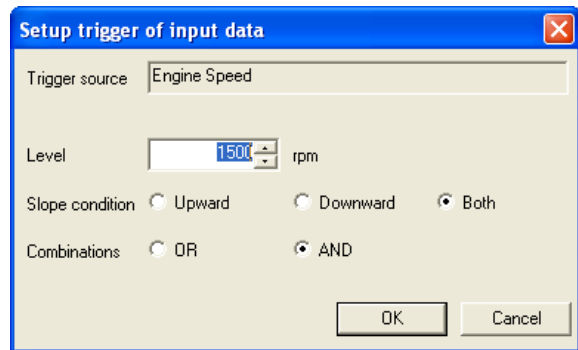 Setup trigger of input data
Trigger source Engine Speed
Level 1500 rpm
Slope condition Upward Downward Both
Combinations OR AND
OK Cancel